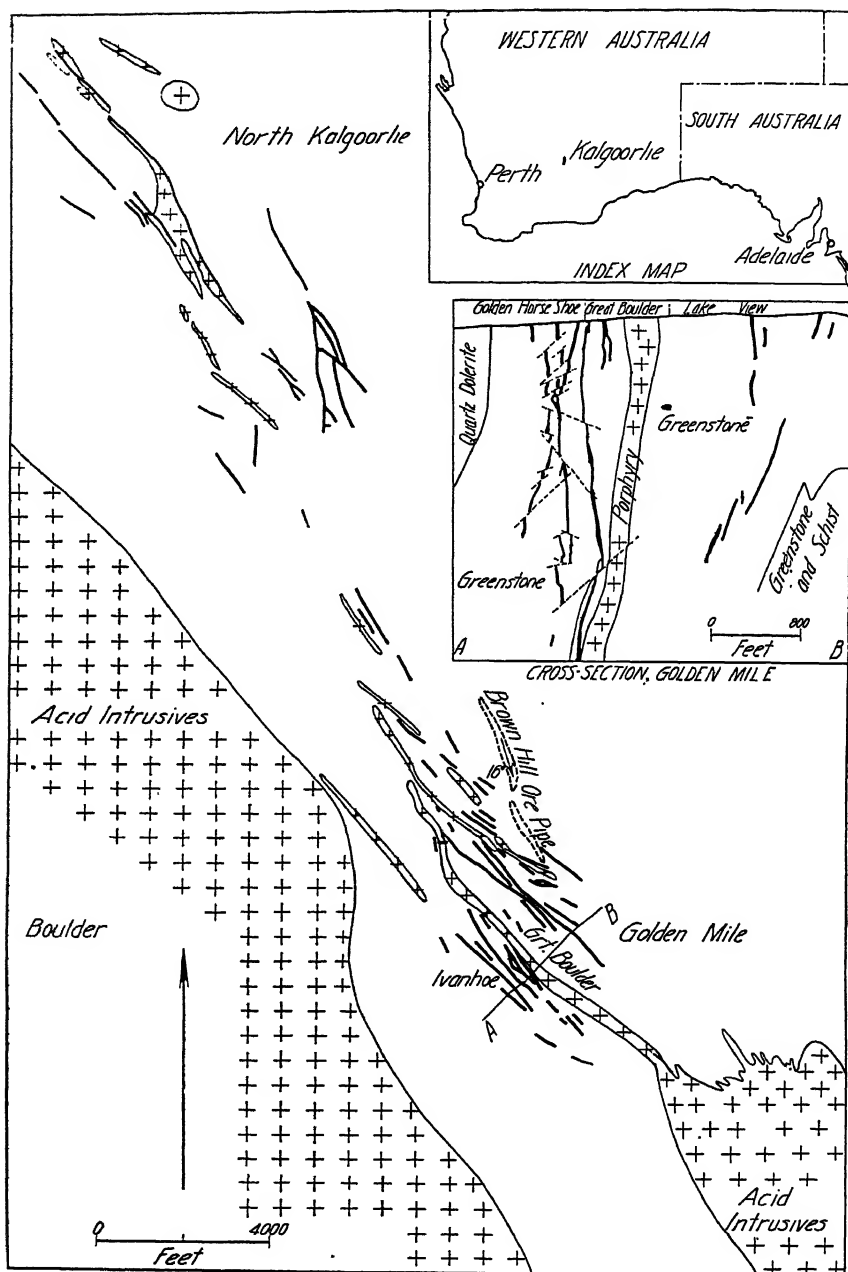 WESTERN AUSTRALIA
SOUTH AUSTRALIA
Kalgoorlie
Perth
Adelaide
INDEX MAP
North Kalgoorlie
Golden Horse Shoe Great Boulder Lake View
Quartz Dolerite
Greenstone
Porphyry
Greenstone
Greenstone
and Schist
0 800
Feet
A
B
CROSS-SECTION, GOLDEN MILE
Acid Intrusives
Brown Hill Ore Pipe
16°
B
Boulder
Golden Mile
Grt. Boulder
Ivanhoe
A
0 4000
Feet
Acid
Intrusives